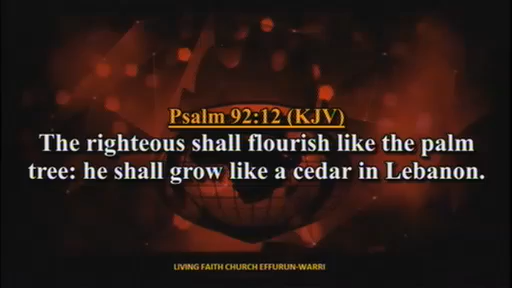 Psalm 92:12 (KJV)
The righteous shall flourish like the palm
tree: he shall grow like a cedar in Lebanon.
LIVING FAITH CHURCH EFFURUN-WARRI